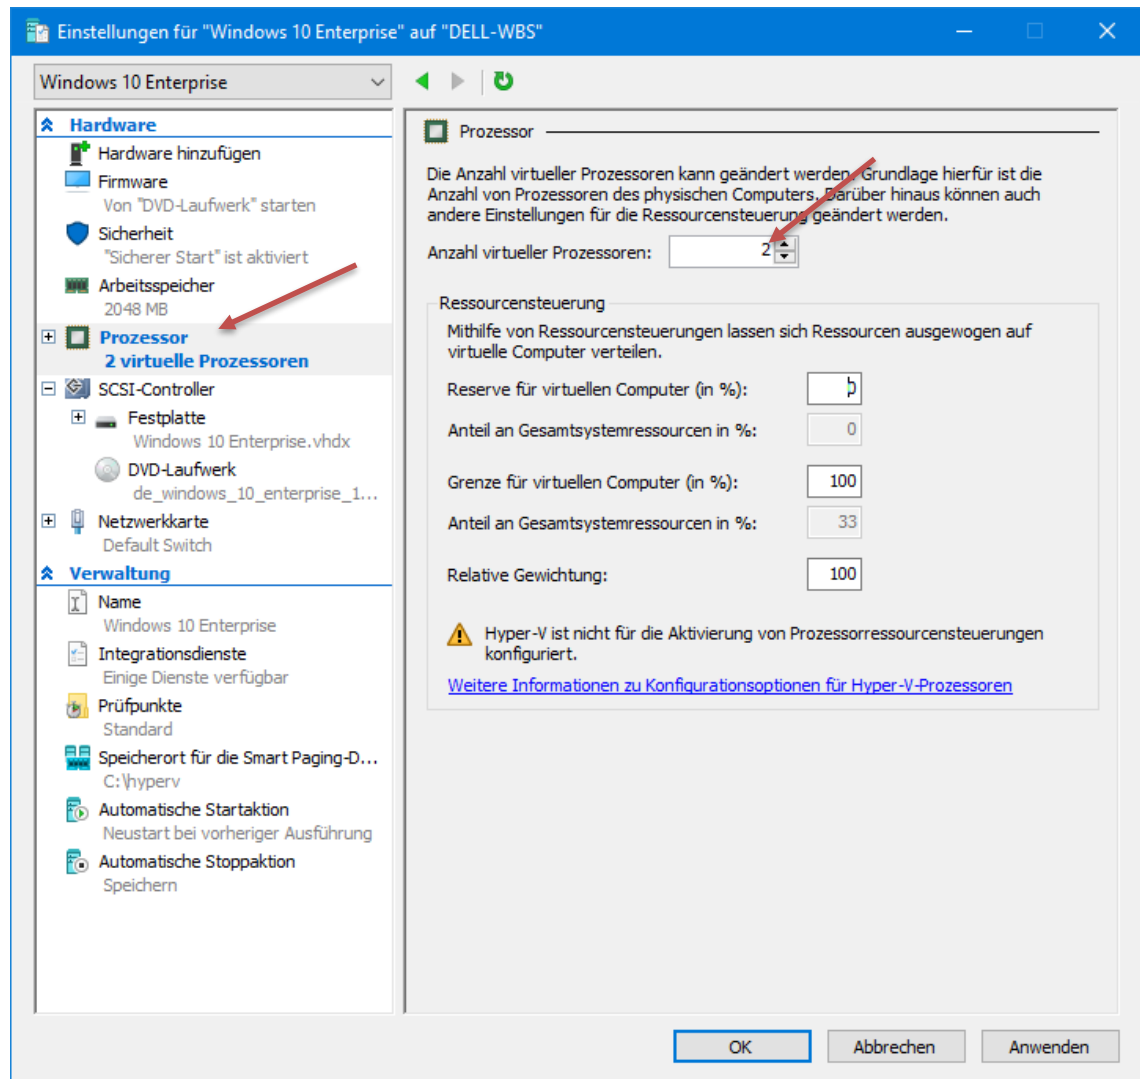 Einstellungen für "Windows 10 Enterprise" auf "DELL-WBS"
Windows 10 Enterprise
Hardware
Hardware hinzufügen
Firmware
Von "DVD-Laufwerk" starten
Sicherheit
"Sicherer Start" ist aktiviert
Arbeitsspeicher
2048 MB
Prozessor
2 virtuelle Prozessoren
SCSI-Controller
Festplatte
Windows 10 Enterprise.vhdx
DVD-Laufwerk
de_windows_10_enterprise_1...
Netzwerkkarte
Default Switch
Verwaltung
Name
Windows 10 Enterprise
Integrationsdienste
Einige Dienste verfügbar
Prüfpunkte
Standard
Speicherort für die Smart Paging-D...
C:\hyperv
Automatische Startaktion
Neustart bei vorheriger Ausführung
Automatische Stoppaktion
Speichern
Prozessor
Die Anzahl virtueller Prozessoren kann geändert werden. Grundlage hierfür ist die
Anzahl von Prozessoren des physischen Computers. Darüber hinaus können auch
andere Einstellungen für die Ressourcensteuerung geändert werden.
Anzahl virtueller Prozessoren: 2
Ressourcensteuerung
Mithilfe von Ressourcensteuerungen lassen sich Ressourcen ausgewogen auf
virtuelle Computer verteilen.
Reserve für virtuellen Computer (in %): 0
Anteil an Gesamtsystemressourcen in %: 0
Grenze für virtuellen Computer (in %): 100
Anteil an Gesamtsystemressourcen in %: 33
Relative Gewichtung: 100
Hyper-V ist nicht für die Aktivierung von Prozessorressourcensteuerungen
konfiguriert.
Weitere Informationen zu Konfigurationsoptionen für Hyper-V-Prozessoren
OK Abbrechen Anwenden